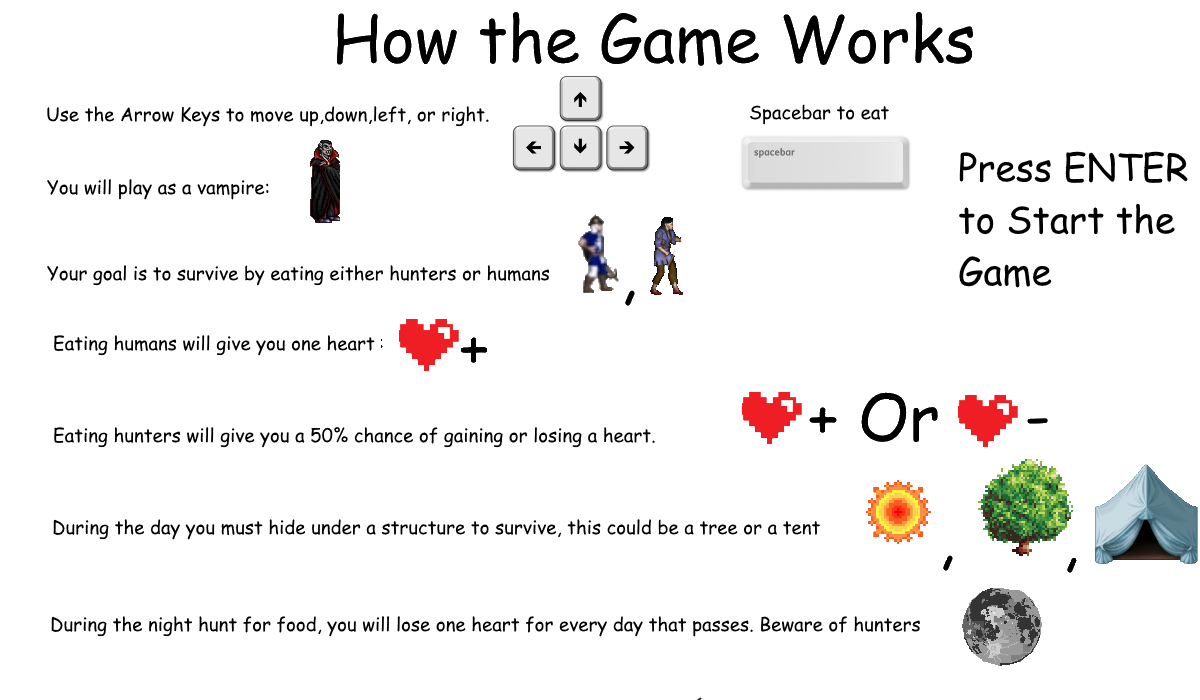 How the Game Works
Use the Arrow Keys to move up,down,left, or right.
Spacebar to eat
spacebar
Press ENTER
to Start the
Game
You will play as a vampire:
Your goal is to survive by eating either hunters or humans
,
Eating humans will give you one heart :
+
Eating hunters will give you a 50% chance of gaining or losing a heart.
+ Or -
During the day you must hide under a structure to survive, this could be a tree or a tent
, ,
During the night hunt for food, you will lose one heart for every day that passes. Beware of hunters